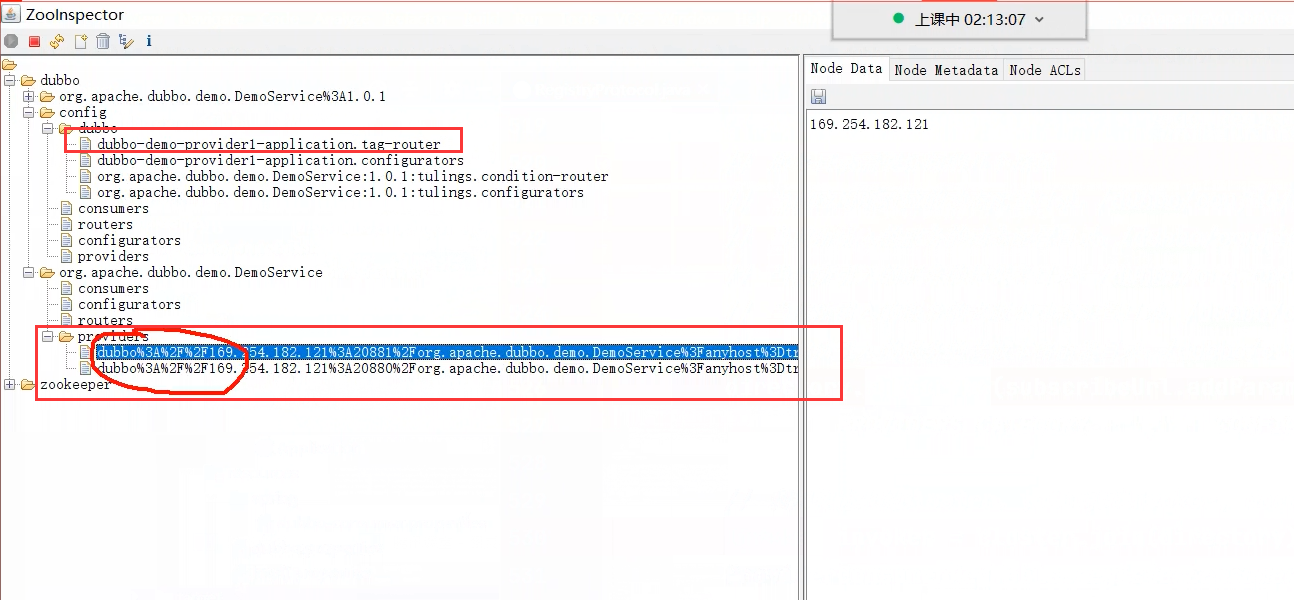 ZooInspector
上课中 02:13:07
Node Data Node Metadata Node ACLs
dubbo
org.apache.dubbo.demo.DemoService%3A1.0.1
config
dubbo
dubbo-demo-provider1-application.tag-router
dubbo-demo-provider1-application.configurators
org.apache.dubbo.demo.DemoService:1.0.1:tulings.condition-router
org.apache.dubbo.demo.DemoService:1.0.1:tulings.configurators
consumers
routers
configurators
providers
org.apache.dubbo.demo.DemoService
consumers
configurators
routers
providers
dubbo%3A%2F%2F169.254.182.121%3A20881%2Forg.apache.dubbo.demo.DemoService%3Fanyhost%3Dtr
dubbo%3A%2F%2F169.254.182.121%3A20880%2Forg.apache.dubbo.demo.DemoService%3Fanyhost%3Dtr
zookeeper
169.254.182.121